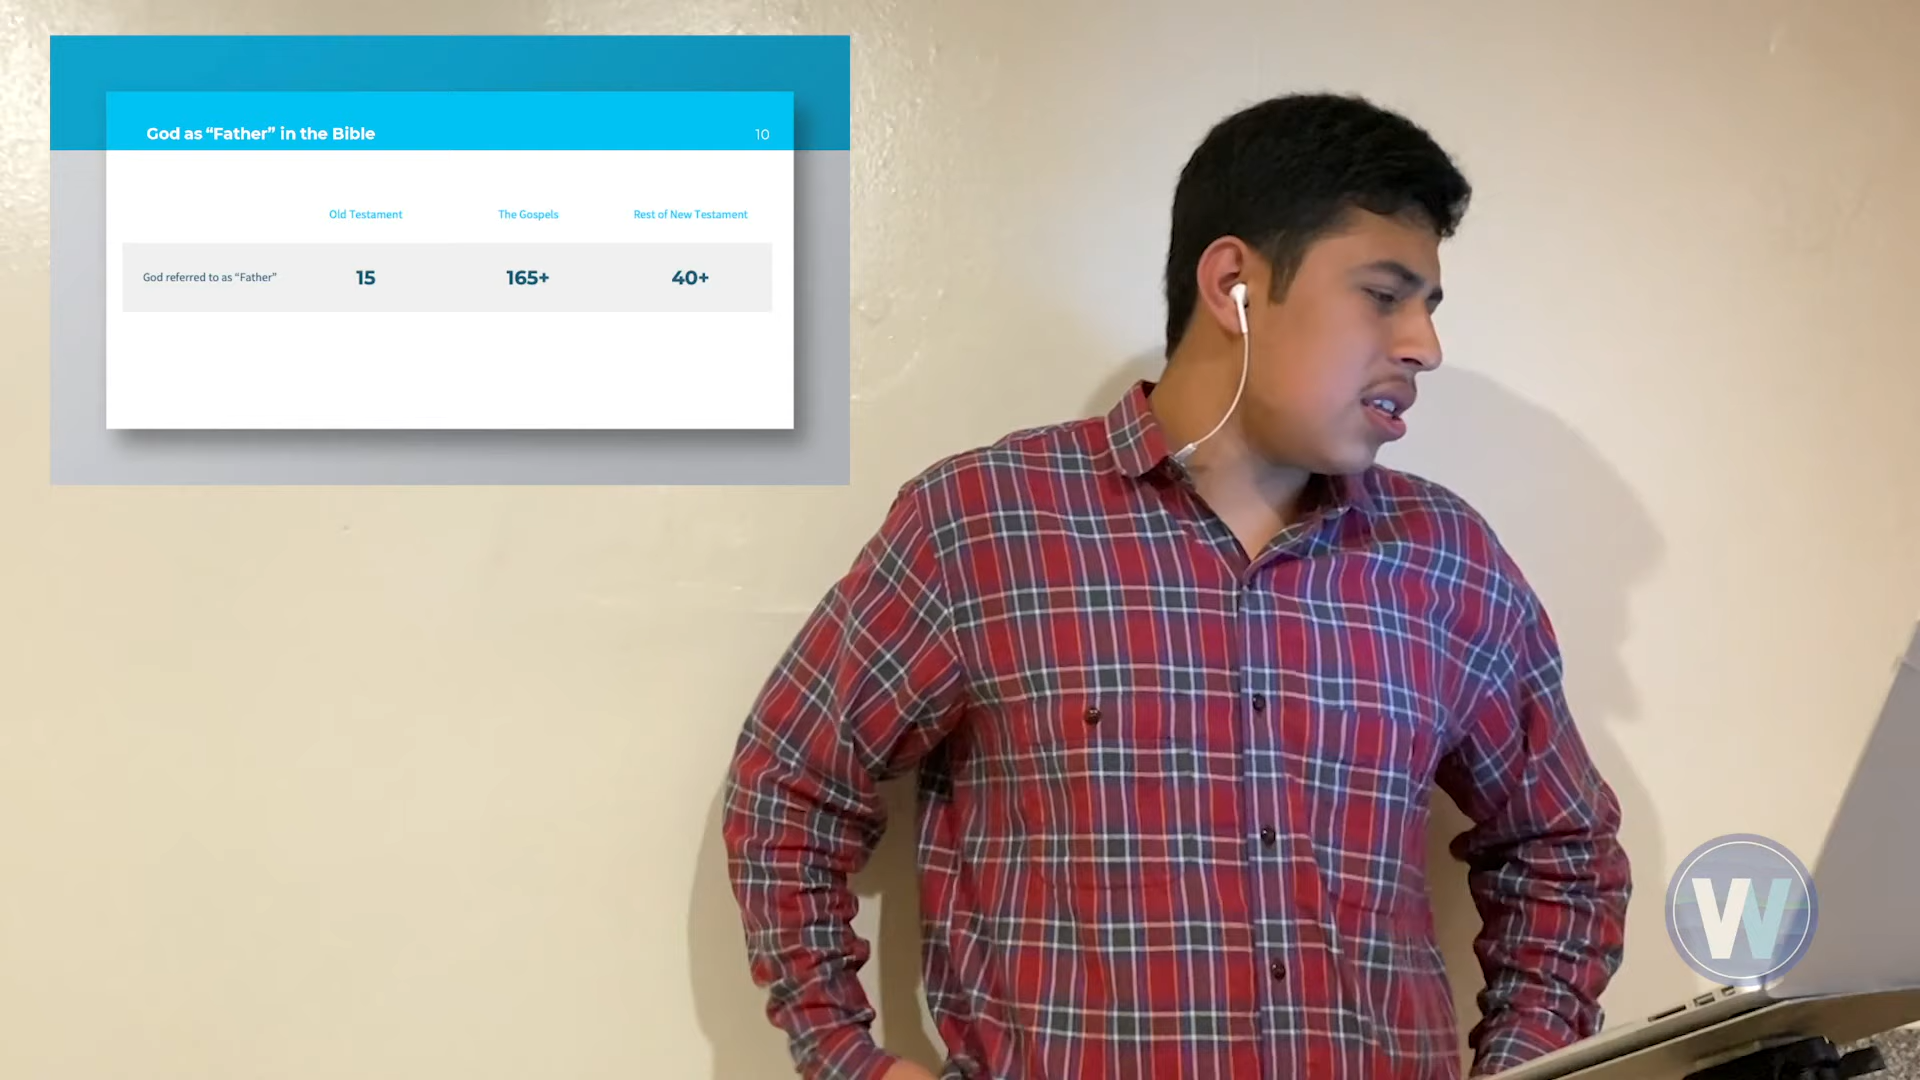 God as “Father” in the Bible
10
Old Testament The Gospels Rest of New Testament
God referred to as “Father” 15 165+ 40+
W